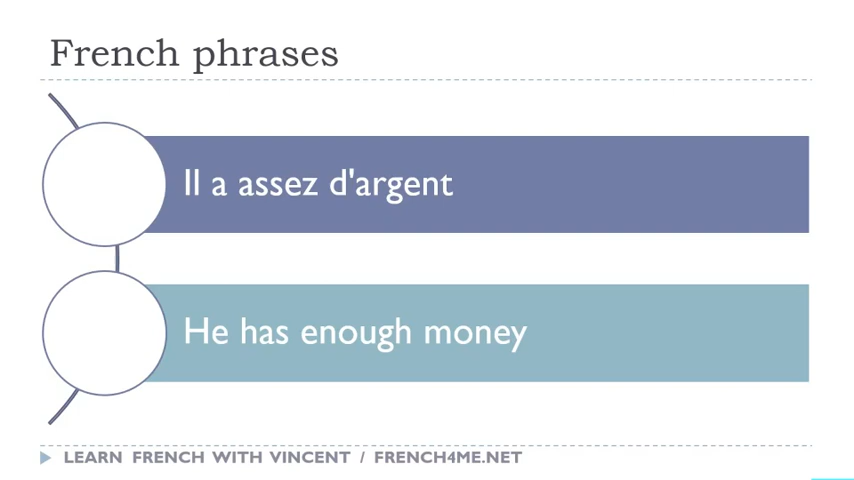 French phrases
Il a assez d'argent
He has enough money
LEARN FRENCH WITH VINCENT / FRENCH4ME.NET